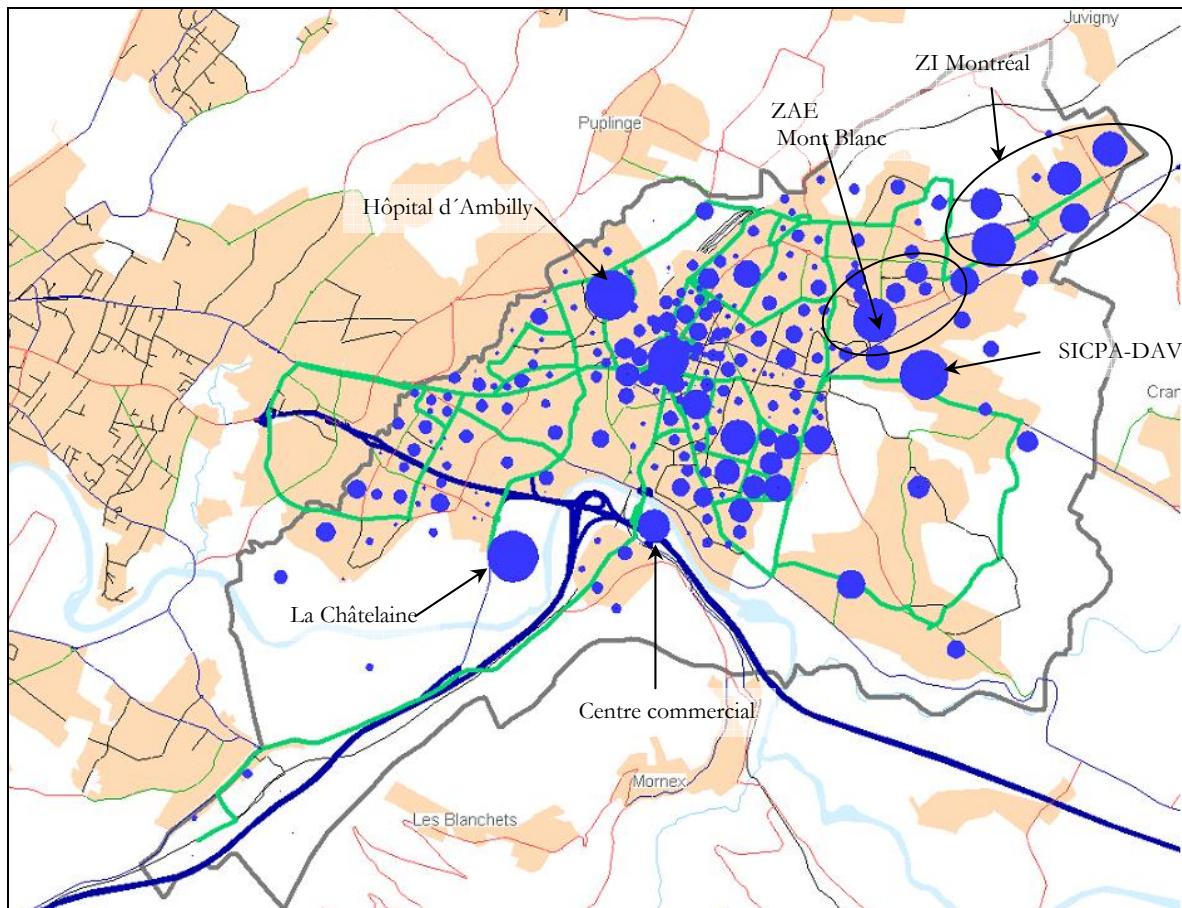 Juvigny
ZI Montréal
ZAE
Mont Blanc
Puplinge
Hôpital d´Ambilly
SICPA-DAV
Cran
La Châtelaine
Centre commercial
Mornex
Les Blanchets